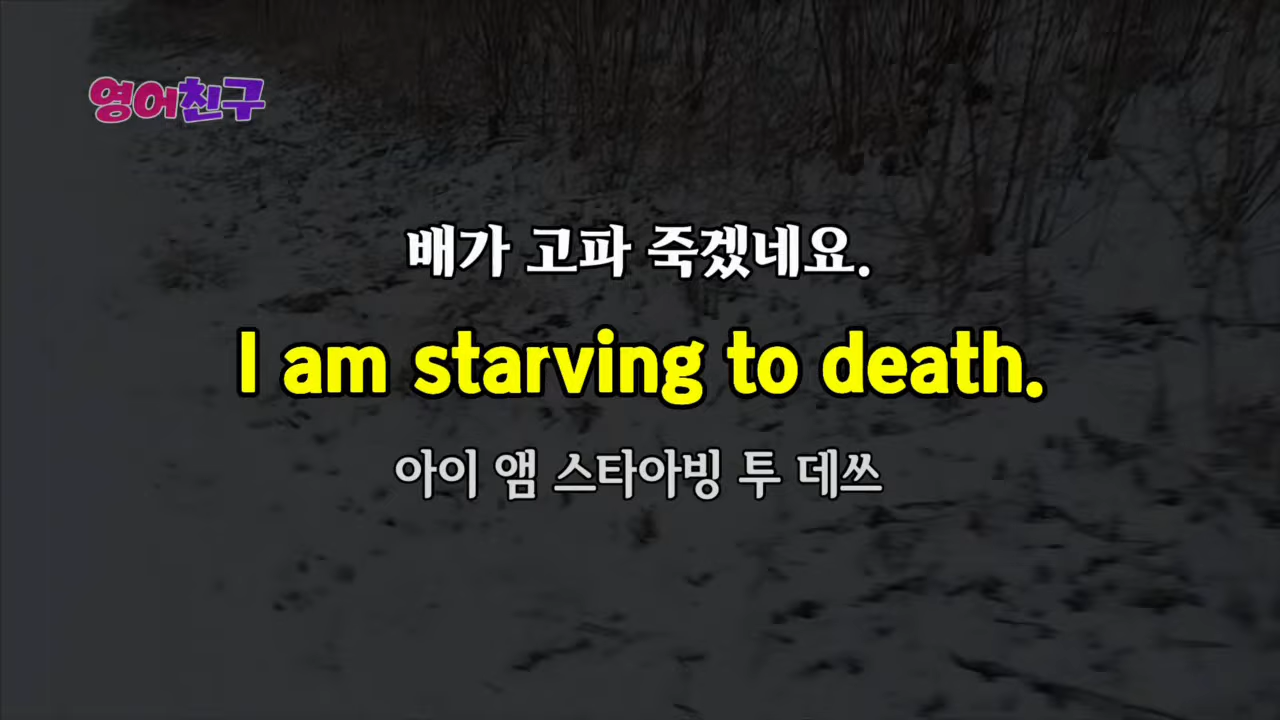 영어친구
배가 고파 죽겠네요.
I am starving to death.
아이 앰 스타아빙 투 데쓰